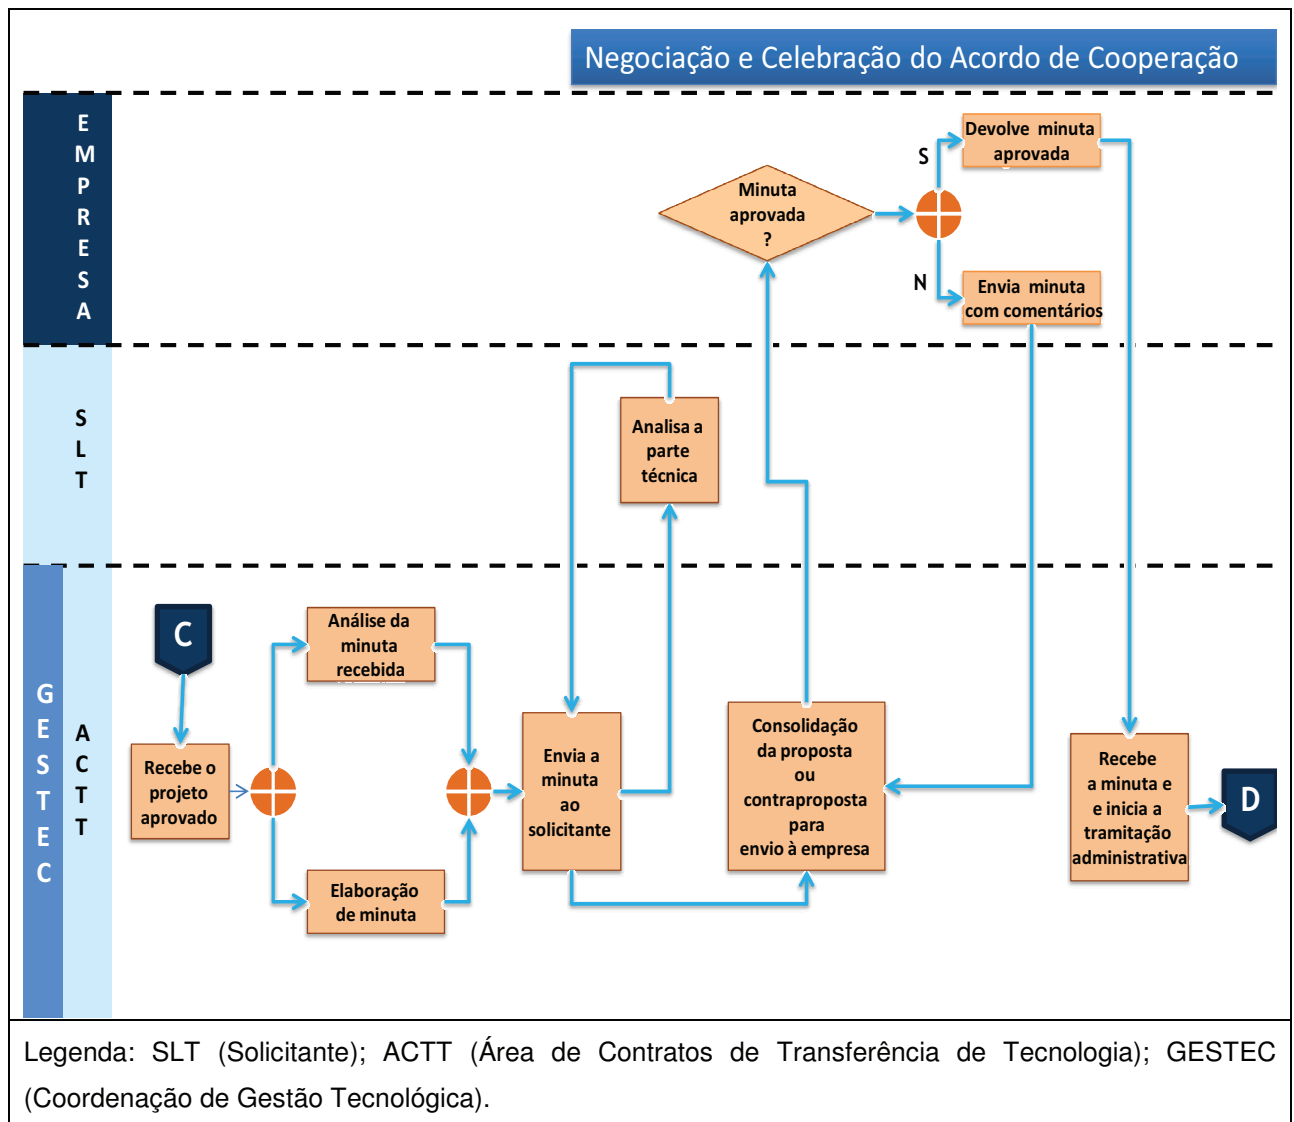 Negociação e Celebração do Acordo de Cooperação
E
M
P
R
E
S
A
Minuta
aprovada
?
S
N
Devolve minuta
aprovada
Envia minuta
com comentários
S
L
T
Analisa a
parte
técnica
G
E
S
T
E
C
A
C
T
T
C
Recebe o
projeto
aprovado
Análise da
minuta
recebida
Elaboração
de minuta
Envia a
minuta
ao
solicitante
Consolidação
da proposta
ou
contraproposta
para
envio à empresa
Recebe
a minuta e
e inicia a
tramitação
administrativa
D
Legenda: SLT (Solicitante); ACTT (Área de Contratos de Transferência de Tecnologia); GESTEC
(Coordenação de Gestão Tecnológica).